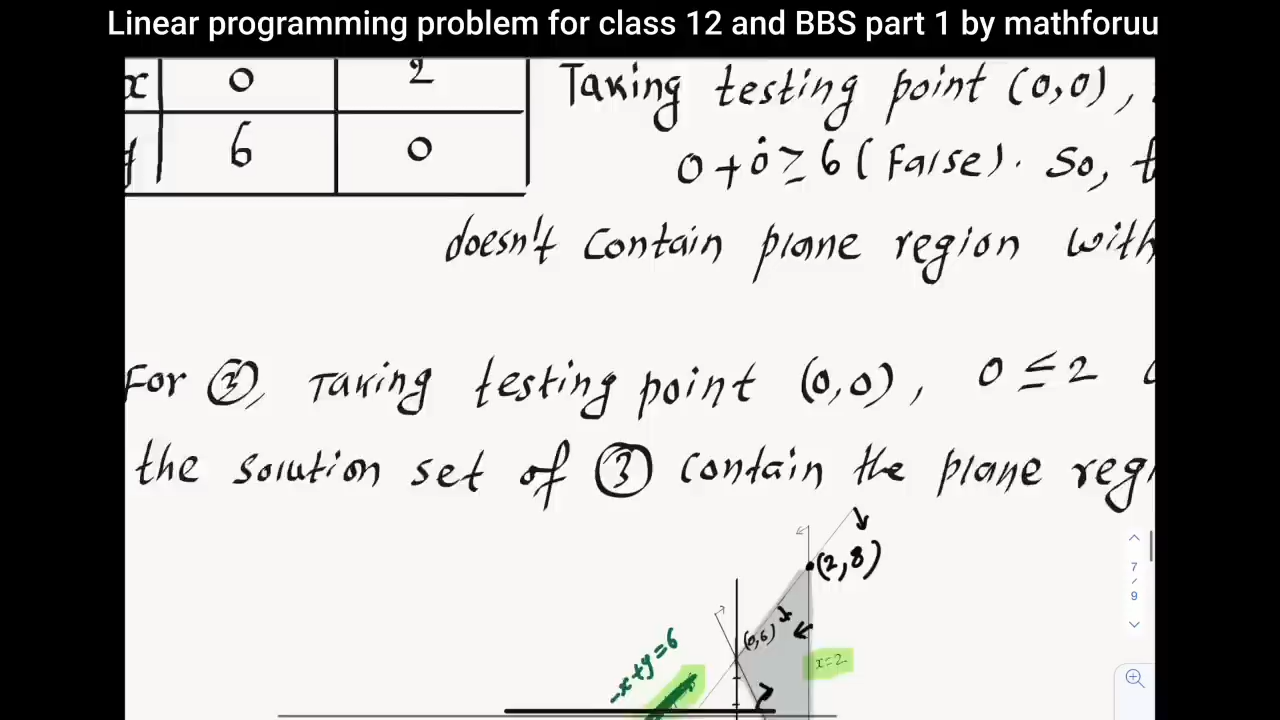 Linear programming problem for class 12 and BBS part 1 by mathforuu
x 0 2
y 6 0
Taking testing point (0,0),
0+0≥6 (False). So,
doesn't contain plane region with
For ③, Taking testing point (0,0), 0≤2
the solution set of ③ contain the plane
(2,8)
(0,6)
-x+y=6
x=2
7
/
9